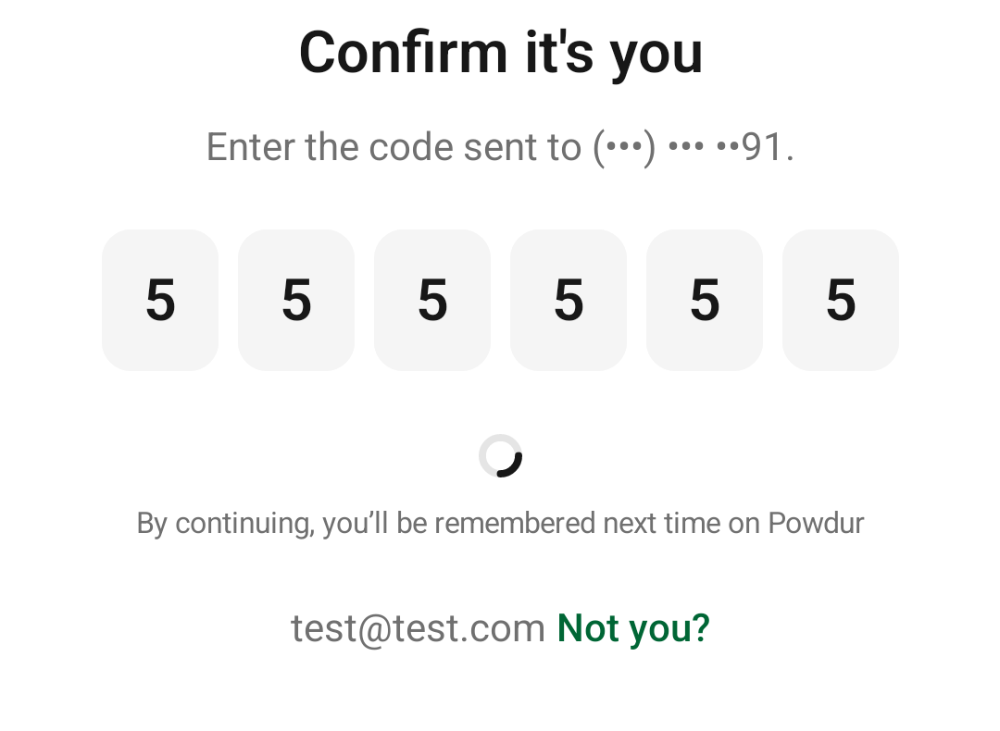 Confirm it's you
Enter the code sent to (•••) ••• ••91.
5 5 5 5 5 5
By continuing, you’ll be remembered next time on Powdur
test@test.com Not you?